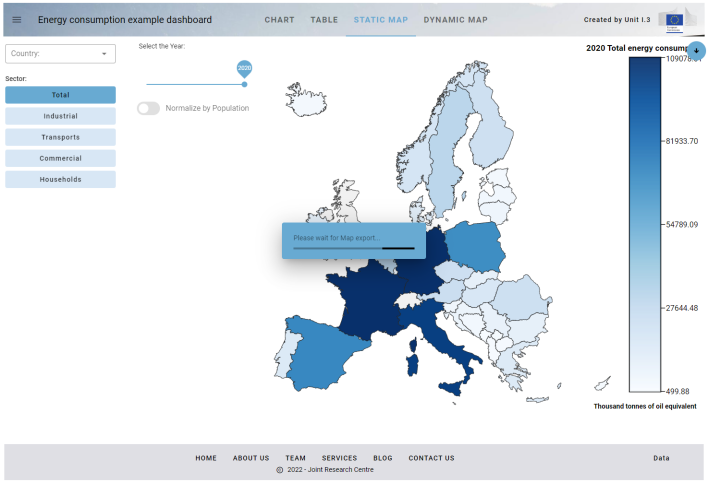 Energy consumption example dashboard
CHART TABLE STATIC MAP DYNAMIC MAP
Created by Unit I.3
Country:
Select the Year:
2020
Normalize by Population
Sector:
Total
Industrial
Transports
Commercial
Households
Please wait for Map export...
2020 Total energy consump
109078.
81933.70
54789.09
27644.48
499.88
Thousand tonnes of oil equivalent
HOME ABOUT US TEAM SERVICES BLOG CONTACT US
Data
© 2022 - Joint Research Centre